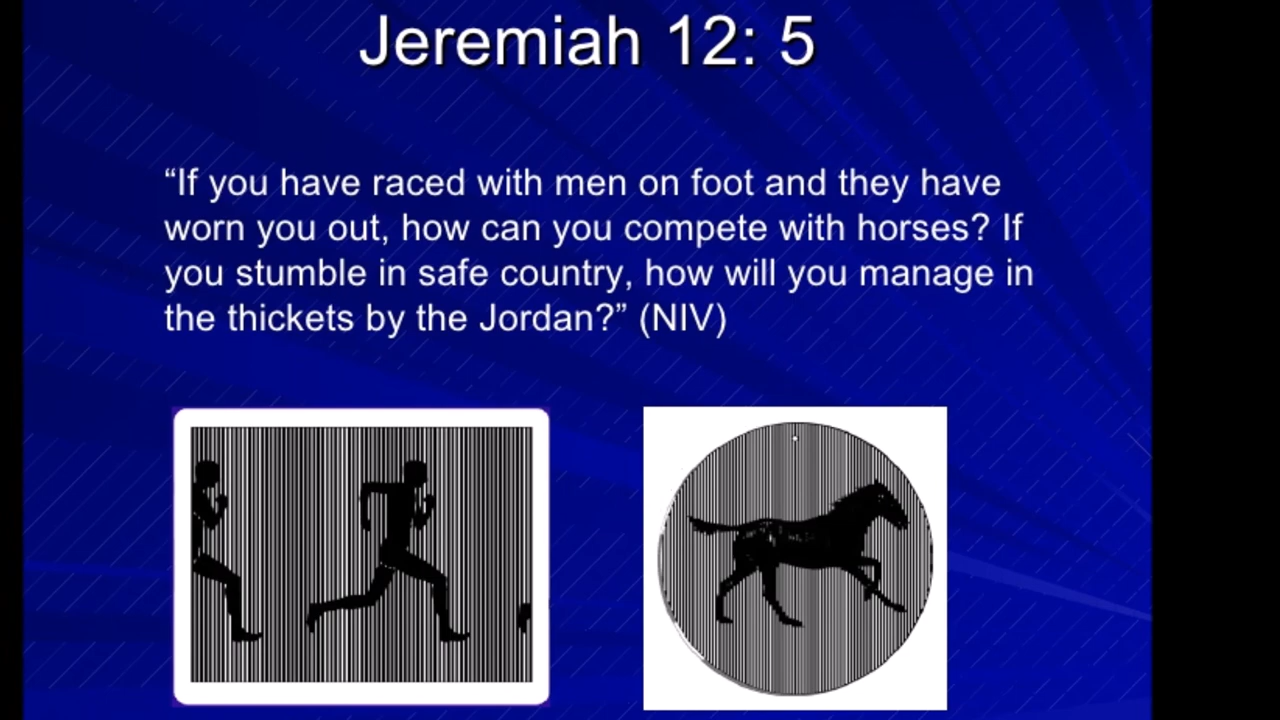 Jeremiah 12: 5
“If you have raced with men on foot and they have
worn you out, how can you compete with horses? If
you stumble in safe country, how will you manage in
the thickets by the Jordan?” (NIV)